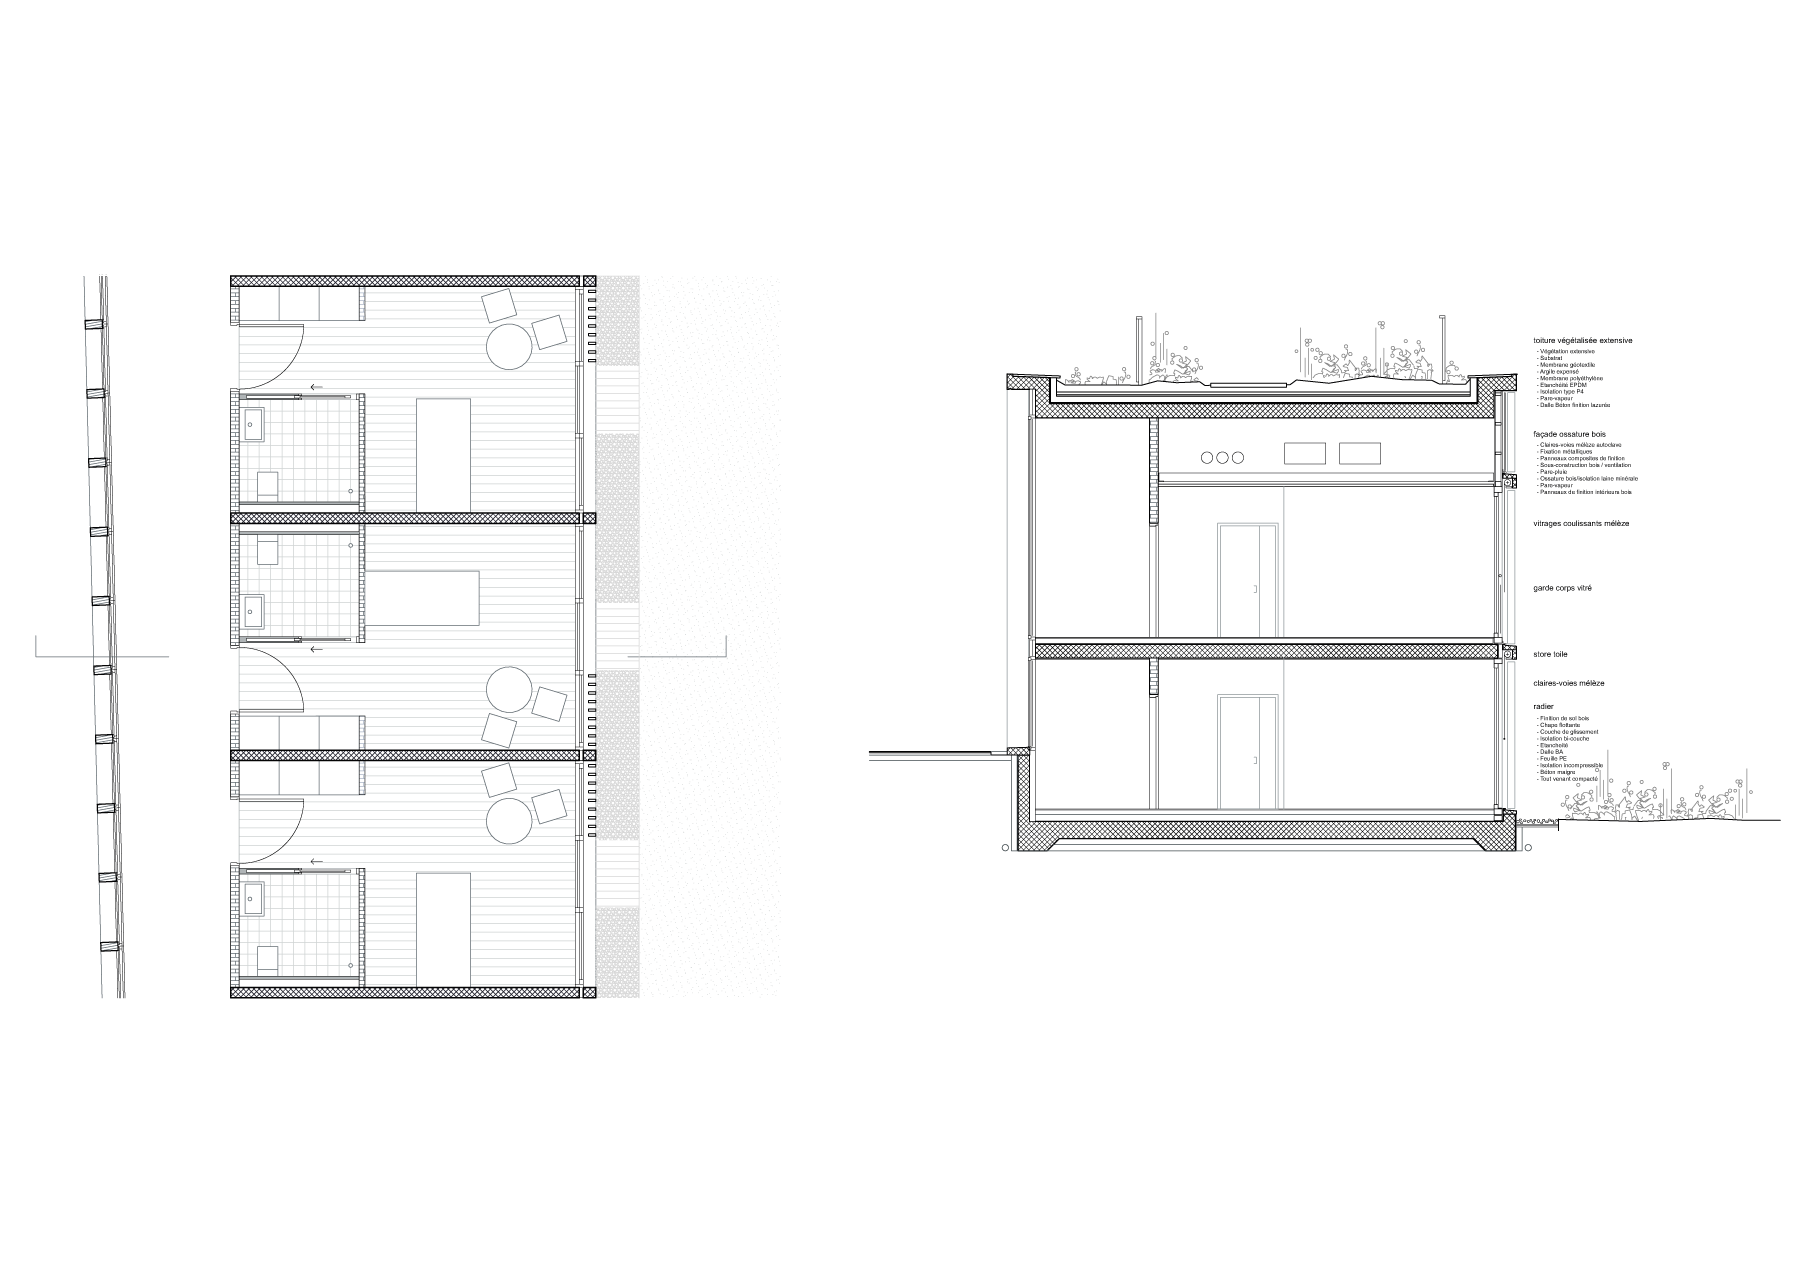 toiture végétalisée extensive
- Végétation extensive
- Substrat
- Membrane géotextile
- Argile expensé
- Membrane polyéthylène
- Etanchéité EPDM
- Isolation type P4
- Pare-vapeur
- Dalle Béton finition lazurée
façade ossature bois
- Claires-voies mélèze autoclave
- Fixation métalliques
- Panneaux composites de finition
- Sous-construction bois / ventilation
- Pare-pluie
- Ossature bois/isolation laine minérale
- Pare-vapeur
- Panneaux de finition intérieurs bois
vitrages coulissants mélèze
garde corps vitré
store toile
claires-voies mélèze
radier
- Finition de sol bois
- Chape flottante
- Couche de glissement
- Isolation bi-couche
- Etancheité
- Dalle BA
- Feuille PE
- Isolation incompressible
- Béton maigre
- Tout venant compacté